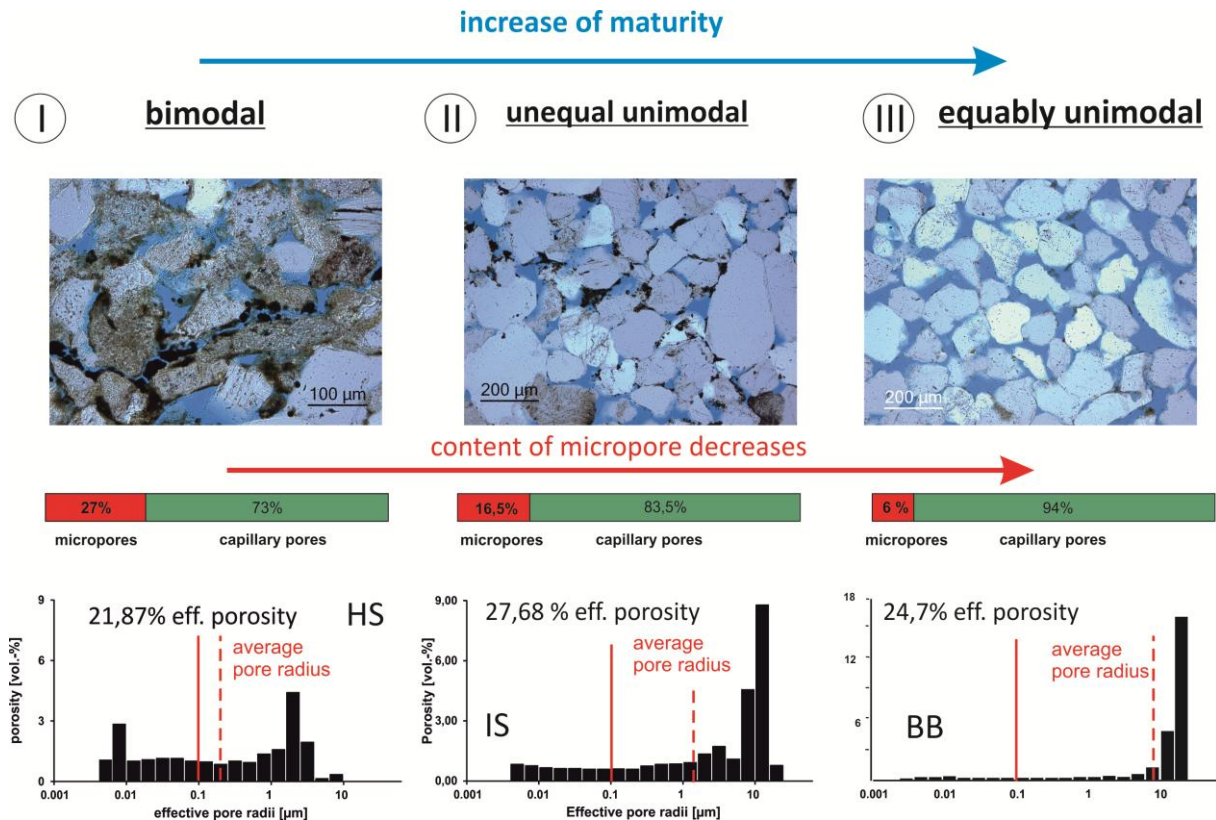 increase of maturity
I bimodal
II unequal unimodal
III equably unimodal
100 µm
200 µm
200 µm
content of micropore decreases
27% 73%
micropores capillary pores
16,5% 83,5%
micropores capillary pores
6 % 94%
micropores capillary pores
9
6
3
0
porosity [vol.-%]
21,87% eff. porosity
HS
average
pore radius
0.001 0.01 0.1 1 10
effective pore radii [µm]
9,00
6,00
3,00
0,00
Porosity [vol.-%]
27,68 % eff. porosity
average
pore radius
IS
0.001 0.01 0.1 1 10
Effective pore radii [µm]
18
12
6
24,7% eff. porosity
average
pore radius
BB
0.001 0.01 0.1 1 10